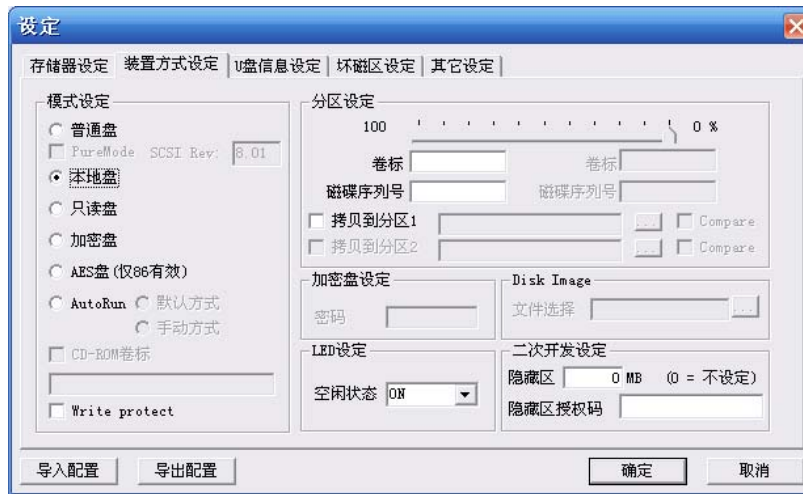 设定
存储器设定 装置方式设定 U盘信息设定 坏磁区设定 其它设定
模式设定
普通盘
PureMode SCSI Rev: 8.01
本地盘
只读盘
加密盘
AES盘(仅86有效)
AutoRun 默认方式
手动方式
CD-ROM卷标
Write protect
分区设定
100 0 %
卷标 卷标
磁碟序列号 磁碟序列号
拷贝到分区1 ... Compare
拷贝到分区2 ... Compare
加密盘设定
密码
Disk Image
文件选择 ...
LED设定
空闲状态 ON
二次开发设定
隐藏区 0 MB (0 = 不设定)
隐藏区授权码
导入配置 导出配置 确定 取消